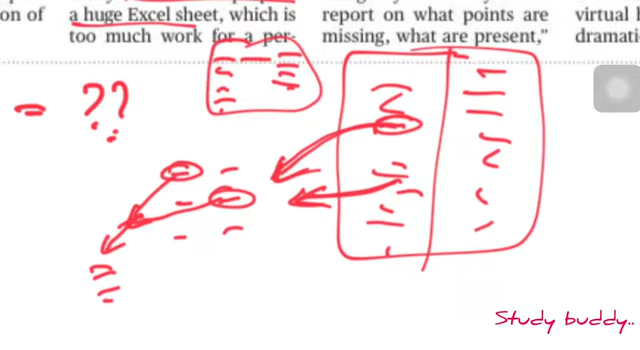 on of a huge Excel sheet, which is report on what points are virtual
too much work for a per- missing, what are present,” dramati
= ??
Study buddy..